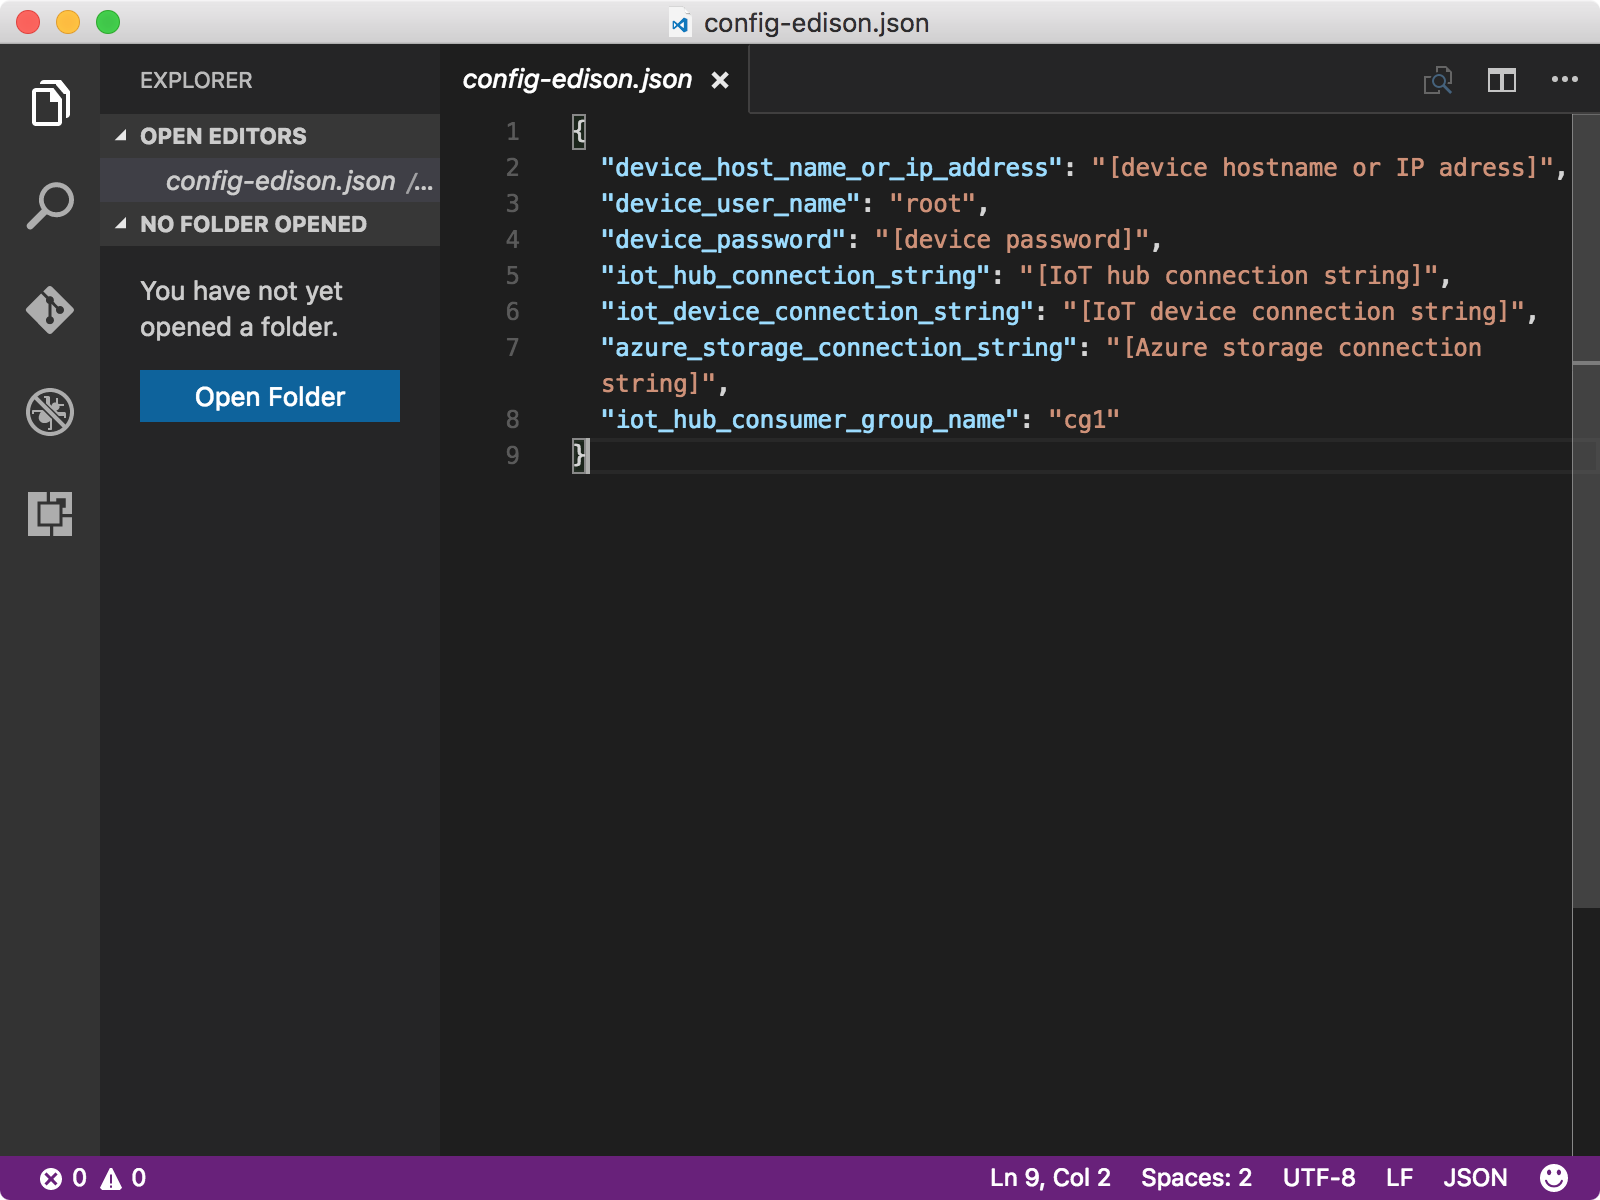 config-edison.json
EXPLORER
OPEN EDITORS
config-edison.json /...
NO FOLDER OPENED
You have not yet
opened a folder.
Open Folder
config-edison.json
1 {
2 "device_host_name_or_ip_address": "[device hostname or IP adress]",
3 "device_user_name": "root",
4 "device_password": "[device password]",
5 "iot_hub_connection_string": "[IoT hub connection string]",
6 "iot_device_connection_string": "[IoT device connection string]",
7 "azure_storage_connection_string": "[Azure storage connection
string]",
8 "iot_hub_consumer_group_name": "cg1"
9 }
0 0 Ln 9, Col 2 Spaces: 2 UTF-8 LF JSON